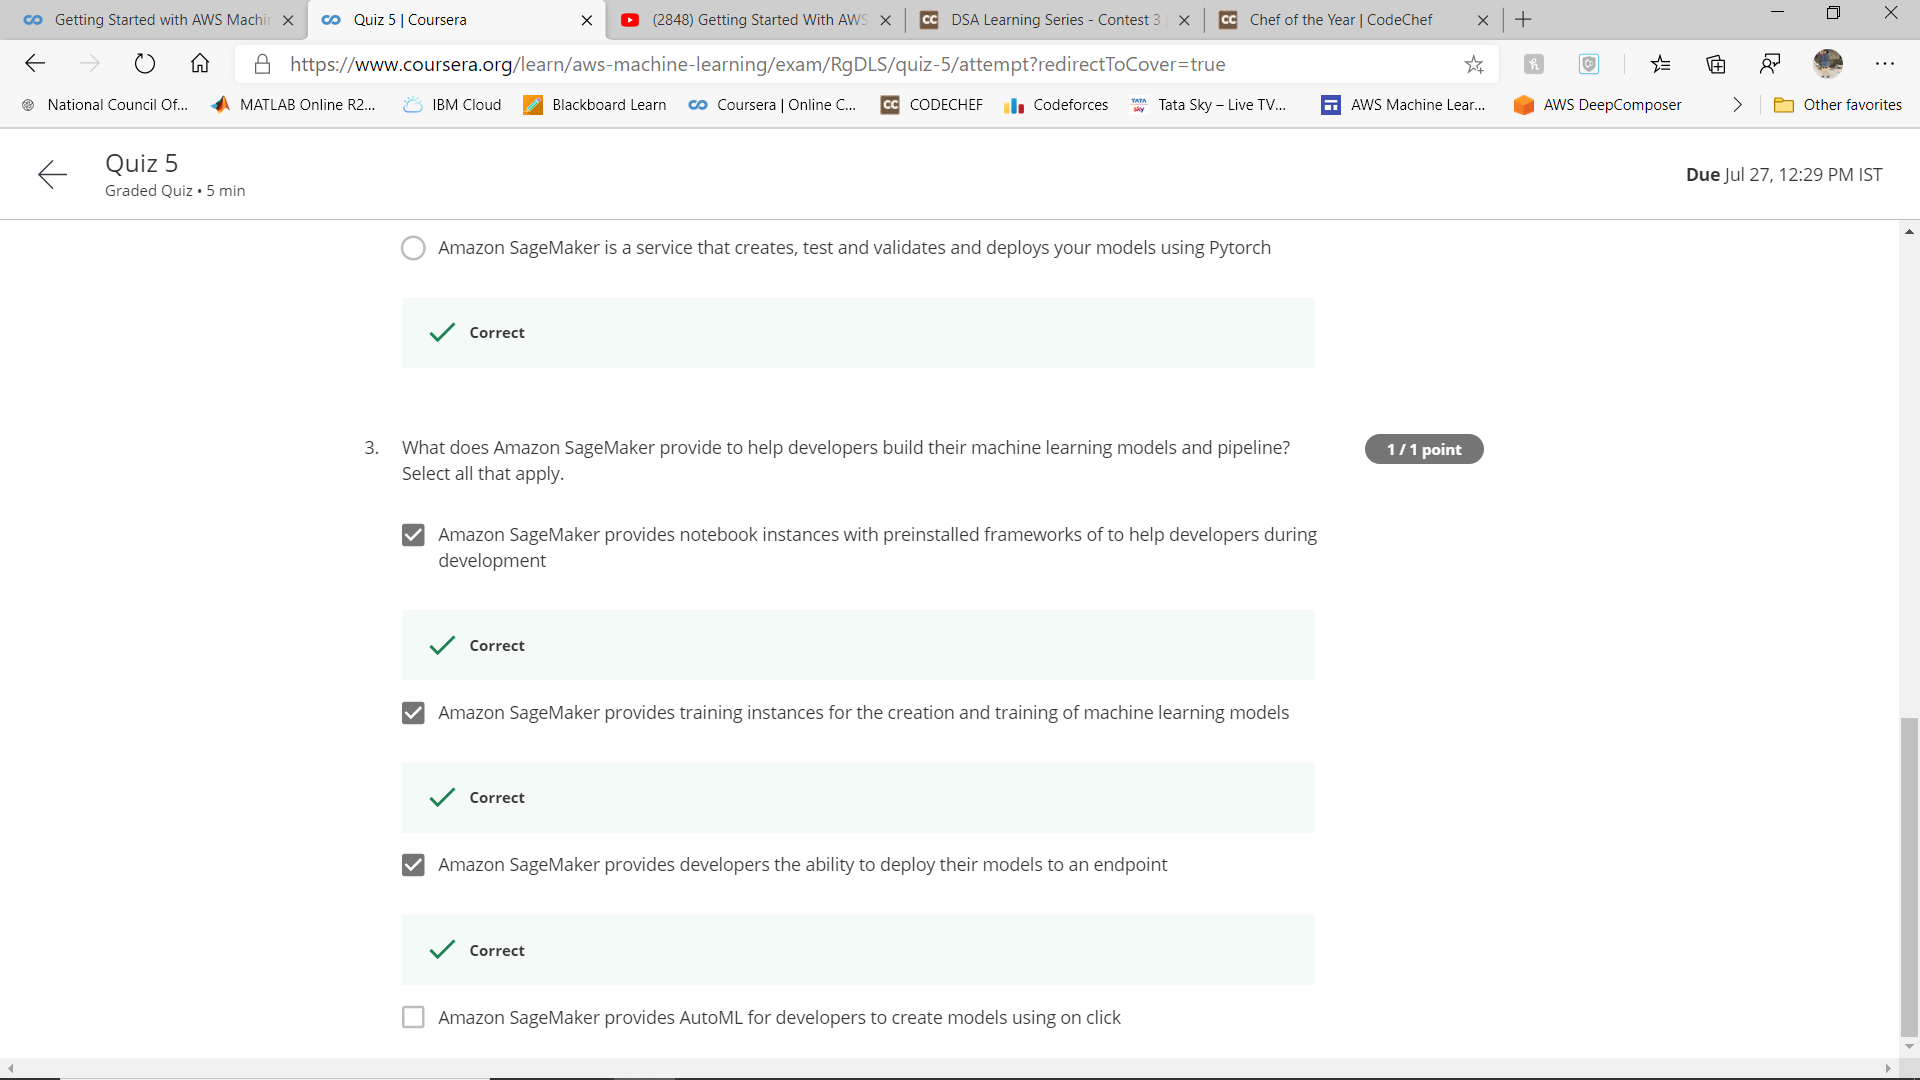 Getting Started with AWS Machin
Quiz 5 | Coursera
(2848) Getting Started With AWS
CC DSA Learning Series - Contest 3 |
CC Chef of the Year | CodeChef
https://www.coursera.org/learn/aws-machine-learning/exam/RgDLS/quiz-5/attempt?redirectToCover=true
National Council Of...
MATLAB Online R2...
IBM Cloud
Blackboard Learn
Coursera | Online C...
CC CODECHEF
Codeforces
TATA sky Tata Sky – Live TV...
AWS Machine Lear...
AWS DeepComposer
Other favorites
Quiz 5
Graded Quiz • 5 min
Due Jul 27, 12:29 PM IST
Amazon SageMaker is a service that creates, test and validates and deploys your models using Pytorch
Correct
3. What does Amazon SageMaker provide to help developers build their machine learning models and pipeline?
Select all that apply.
1 / 1 point
Amazon SageMaker provides notebook instances with preinstalled frameworks of to help developers during
development
Correct
Amazon SageMaker provides training instances for the creation and training of machine learning models
Correct
Amazon SageMaker provides developers the ability to deploy their models to an endpoint
Correct
Amazon SageMaker provides AutoML for developers to create models using on click